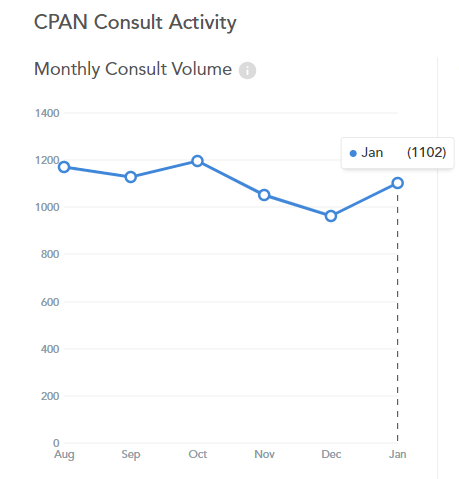 CPAN Consult Activity
Monthly Consult Volume i
1400
Jan (1102)
1200
1000
800
600
400
200
0
Aug Sep Oct Nov Dec Jan